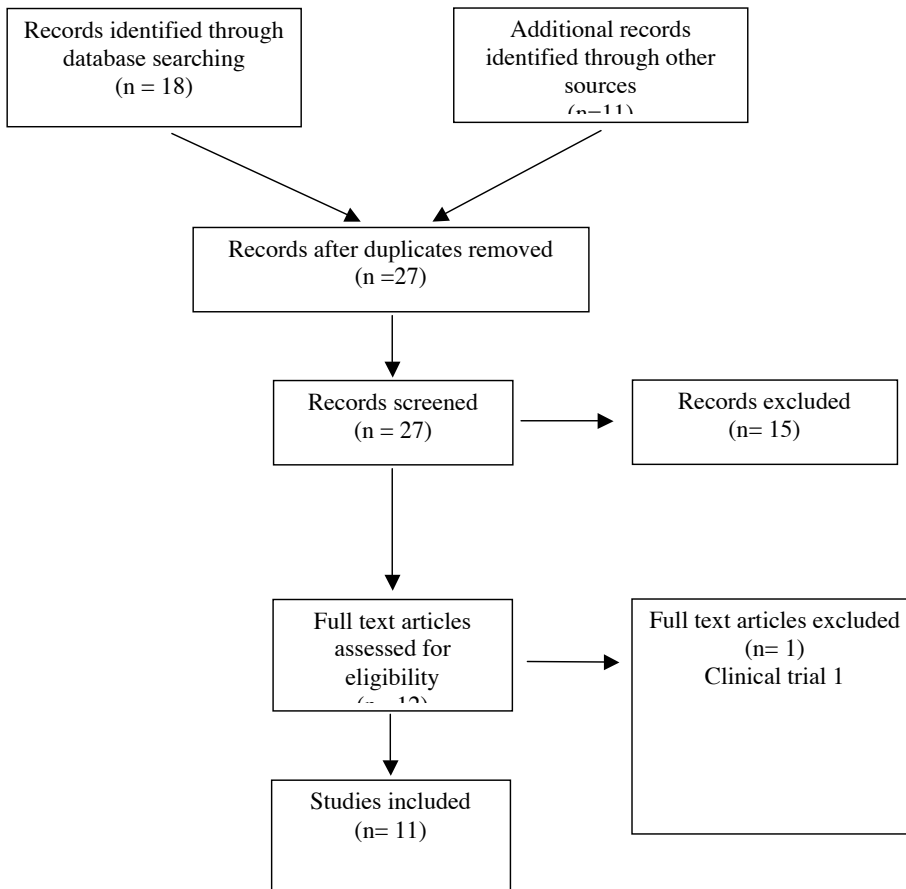 Records identified through
database searching
(n = 18)
Additional records
identified through other
sources
(n=11)
Records after duplicates removed
(n =27)
Records screened
(n = 27)
Records excluded
(n= 15)
Full text articles
assessed for
eligibility
(n= 12)
Full text articles excluded
(n= 1)
Clinical trial 1
Studies included
(n= 11)